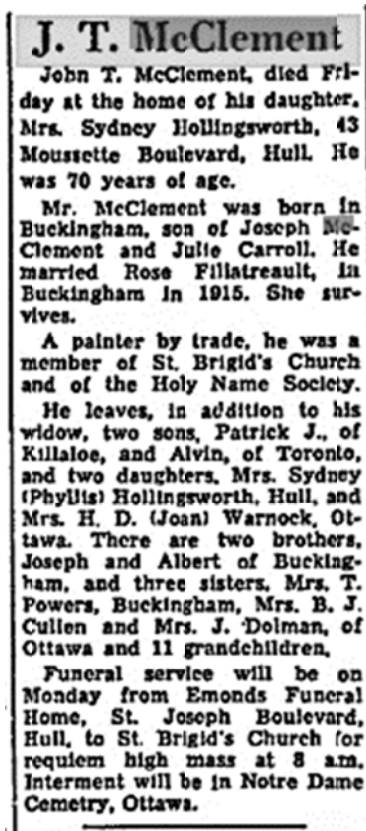 J. T. McClement
John T. McClement, died Fri-
day at the home of his daughter,
Mrs. Sydney Hollingsworth, 43
Moussette Boulevard, Hull. He
was 70 years of age.
Mr. McClement was born in
Buckingham, son of Joseph Mc-
Clement and Julie Carroll. He
married Rose Filiatreault, in
Buckingham in 1915. She sur-
vives.
A painter by trade, he was a
member of St. Brigid's Church
and of the Holy Name Society.
He leaves, in addition to his
widow, two sons, Patrick J., of
Killaloe, and Alvin, of Toronto,
and two daughters, Mrs. Sydney
(Phyllis) Hollingsworth, Hull, and
Mrs. H. D. (Joan) Warnock, Ot-
tawa. There are two brothers,
Joseph and Albert of Bucking-
ham, and three sisters, Mrs. T.
Powers, Buckingham, Mrs. B. J.
Cullen and Mrs. J. Dolman, of
Ottawa and 11 grandchildren.
Funeral service will be on
Monday from Emonds Funeral
Home, St. Joseph Boulevard,
Hull, to St. Brigid's Church for
requiem high mass at 8 a.m.
Interment will be in Notre Dame
Cemetry, Ottawa.